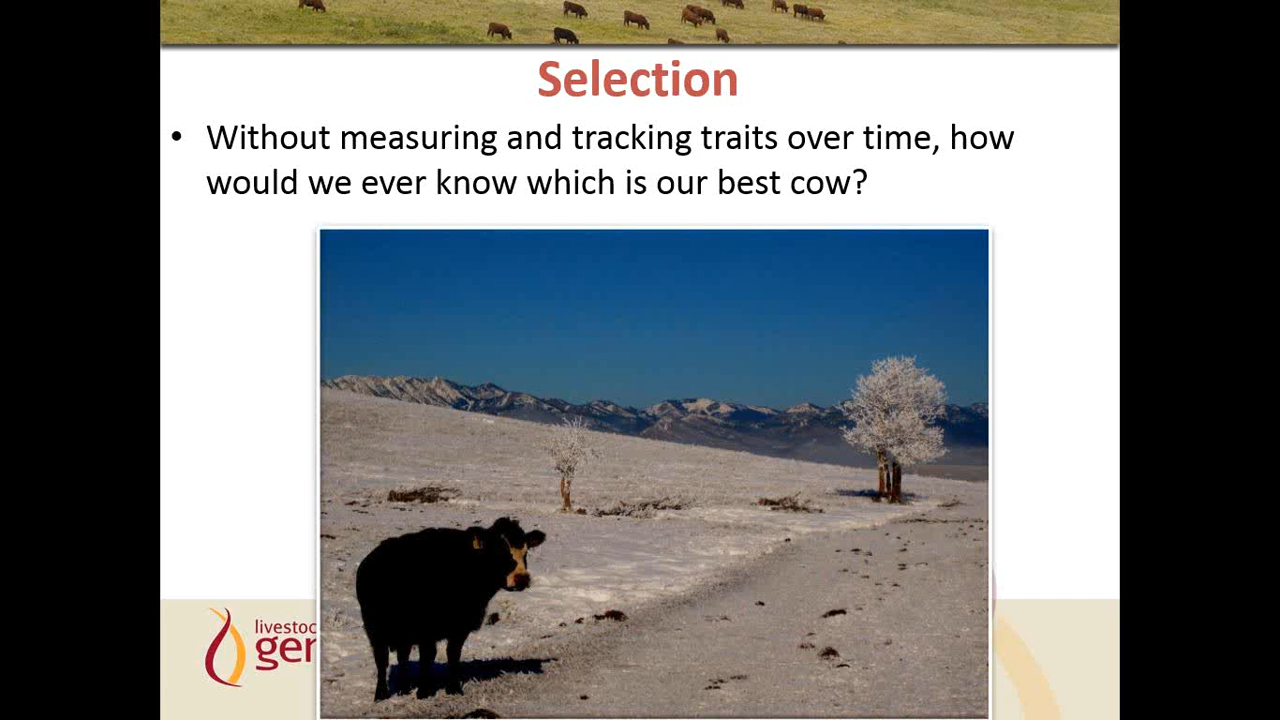 Selection
• Without measuring and tracking traits over time, how
would we ever know which is our best cow?
livestoc
ger